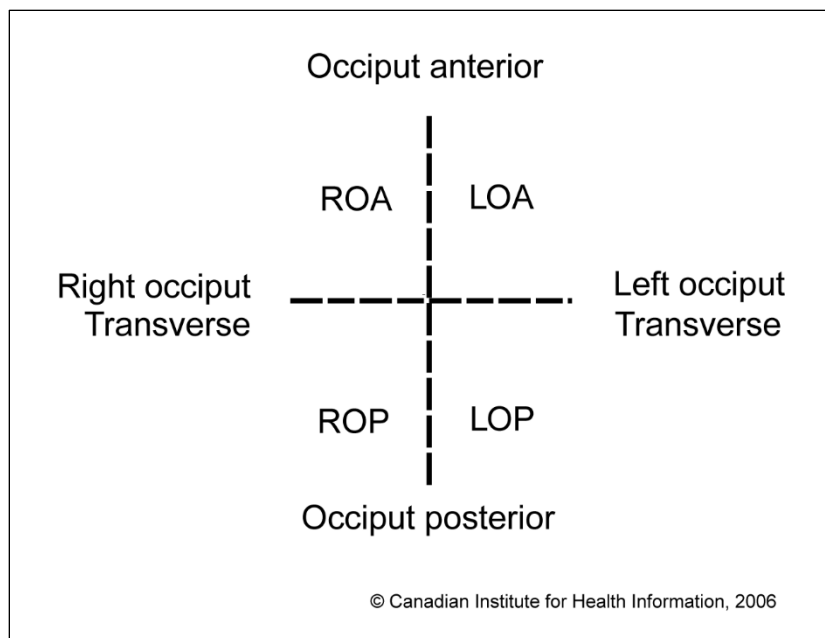 Occiput anterior
ROA
LOA
Right occiput
Transverse
Left occiput
Transverse
ROP
LOP
Occiput posterior
© Canadian Institute for Health Information, 2006